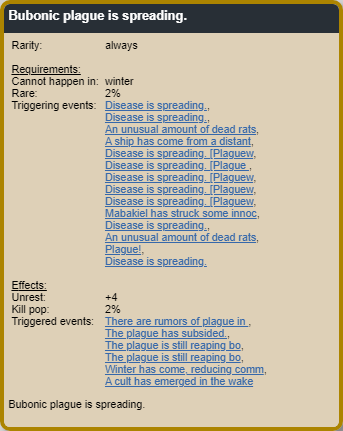 Bubonic plague is spreading.
Rarity: always
Requirements:
Cannot happen in: winter
Rare: 2%
Triggering events: Disease is spreading.,
Disease is spreading.,
An unusual amount of dead rats,
A ship has come from a distant,
Disease is spreading. [Plaguew,
Disease is spreading. [Plague ,
Disease is spreading. [Plaguew,
Disease is spreading. [Plaguew,
Disease is spreading. [Plaguew,
Mabakiel has struck some innoc,
Disease is spreading.,
An unusual amount of dead rats,
Plague!,
Disease is spreading.
Effects:
Unrest: +4
Kill pop: 2%
Triggered events: There are rumors of plague in ,
The plague has subsided.,
The plague is still reaping bo,
The plague is still reaping bo,
Winter has come, reducing comm,
A cult has emerged in the wake
Bubonic plague is spreading.